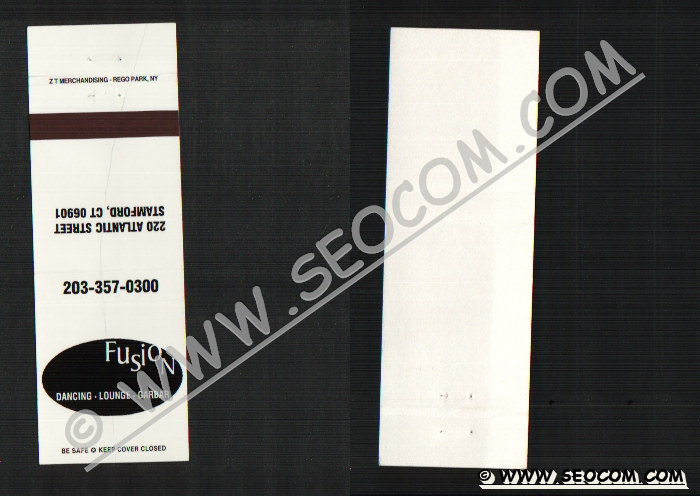 Z T MERCHANDISING - REGO PARK, NY
220 ATLANTIC STREET
STAMFORD, CT 06901
203-357-0300
FUSION
DANCING · LOUNGE · GARBAR
BE SAFE ✪ KEEP COVER CLOSED
© WWW.SEOCOM.COM
© WWW.SEOCOM.COM